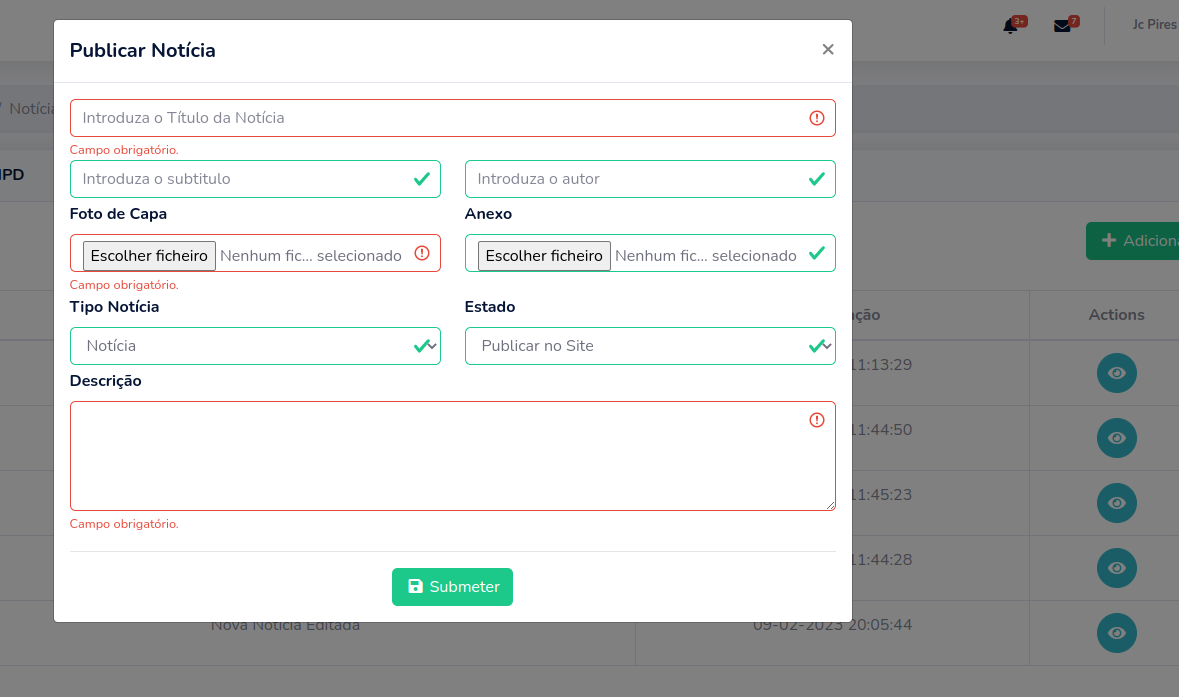 3+
7
Jc Pires
Publicar Notícia
×
/ Notícia
Introduza o Título da Notícia
Campo obrigatório.
Introduza o subtitulo
Introduza o autor
Foto de Capa
Anexo
Escolher ficheiro Nenhum fic... selecionado
Escolher ficheiro Nenhum fic... selecionado
Campo obrigatório.
Tipo Notícia
Estado
Actions
Notícia
Publicar no Site
11:13:29
Descrição
11:44:50
11:45:23
Campo obrigatório.
11:44:28
Submeter
Nova Notícia Editada
09-02-2023 20:05:44